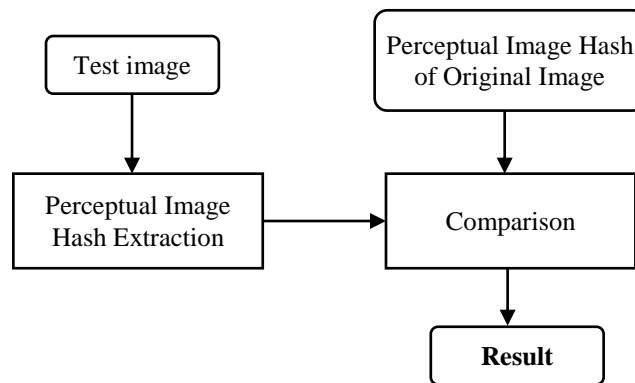 Test image
Perceptual Image Hash
of Original Image
Perceptual Image
Hash Extraction
Comparison
Result